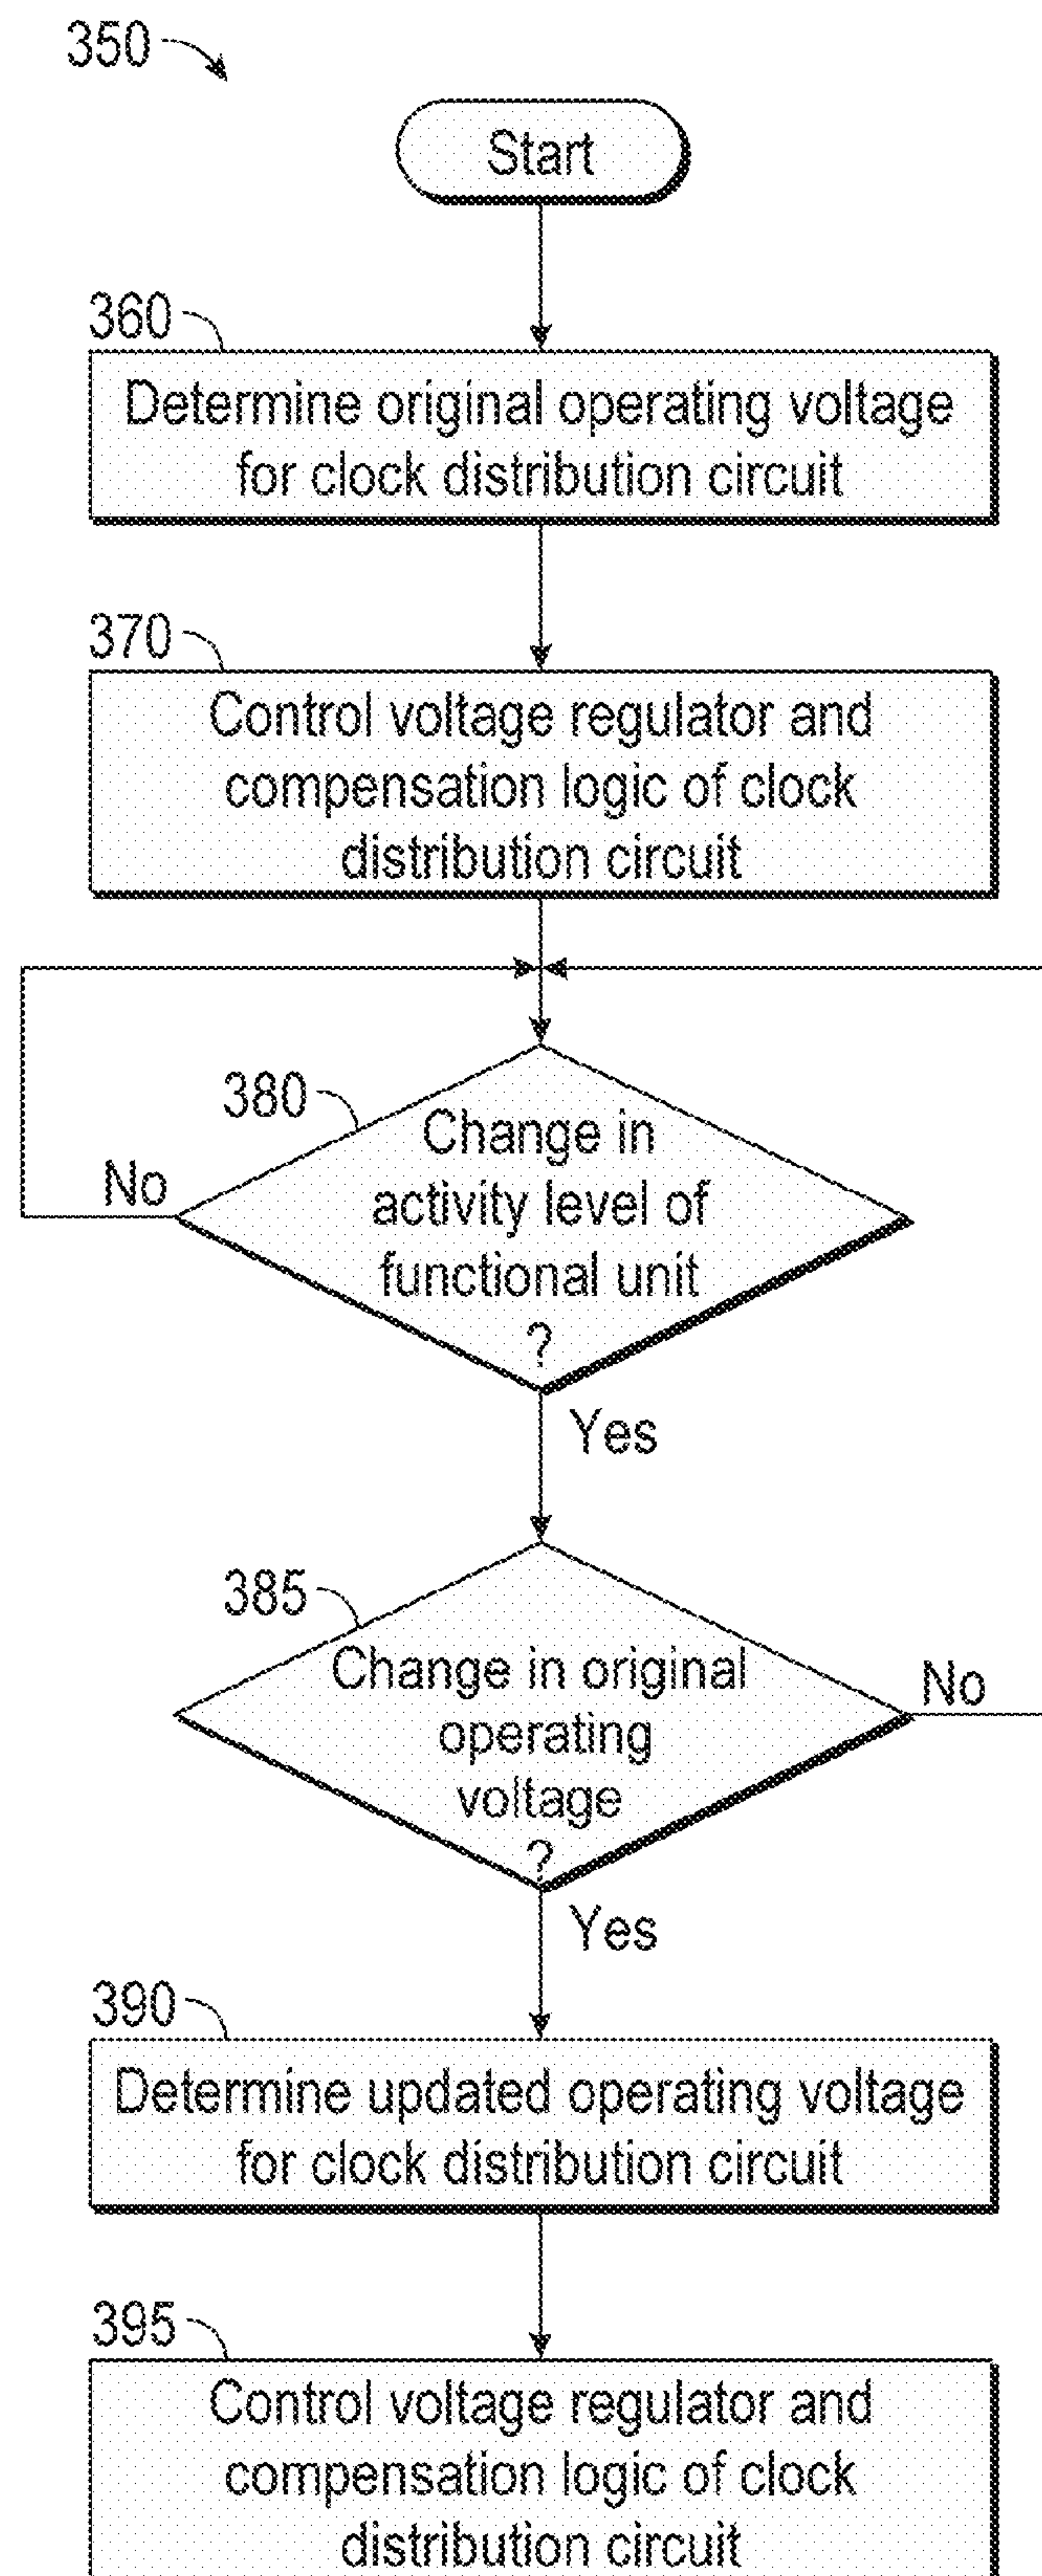 350
Start
360
Determine original operating voltage
for clock distribution circuit
370
Control voltage regulator and
compensation logic of clock
distribution circuit
380
Change in
activity level of
functional unit
?
No
Yes
385
Change in original
operating
voltage
?
No
Yes
390
Determine updated operating voltage
for clock distribution circuit
395
Control voltage regulator and
compensation logic of clock
distribution circuit